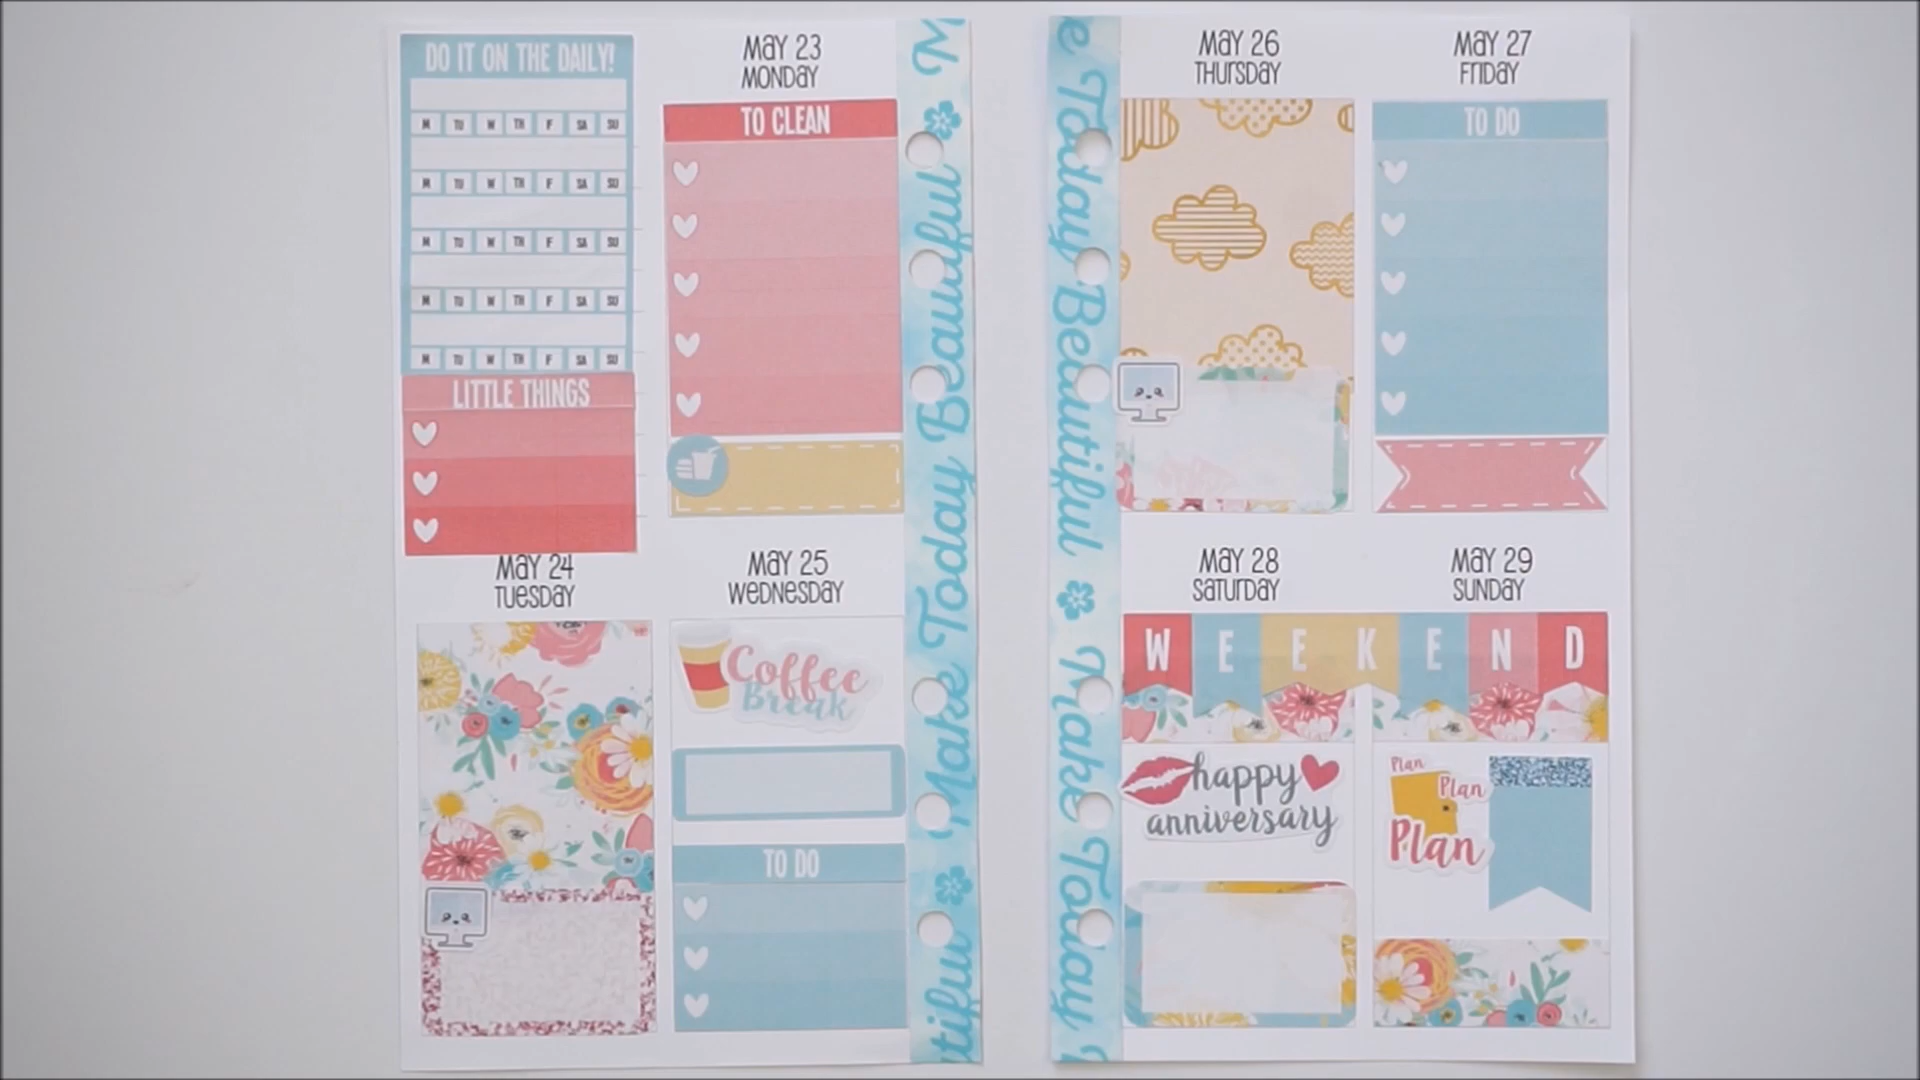 DO IT ON THE DAILY!
M TU W TH F SA SU
M TU W TH F SA SU
M TU W TH F SA SU
M TU W TH F SA SU
M TU W TH F SA SU
LITTLE THINGS
MAY 23
MONDAY
TO CLEAN
MAY 24
TUESDAY
MAY 25
WEDNESDAY
Coffee
Break
TO DO
Make Today Beautiful M
e Today Beautiful Make Today
MAY 26
THURSDAY
MAY 27
FRIDAY
TO DO
MAY 28
SATURDAY
MAY 29
SUNDAY
WEEKEND
happy
anniversary
Plan
Plan
Plan